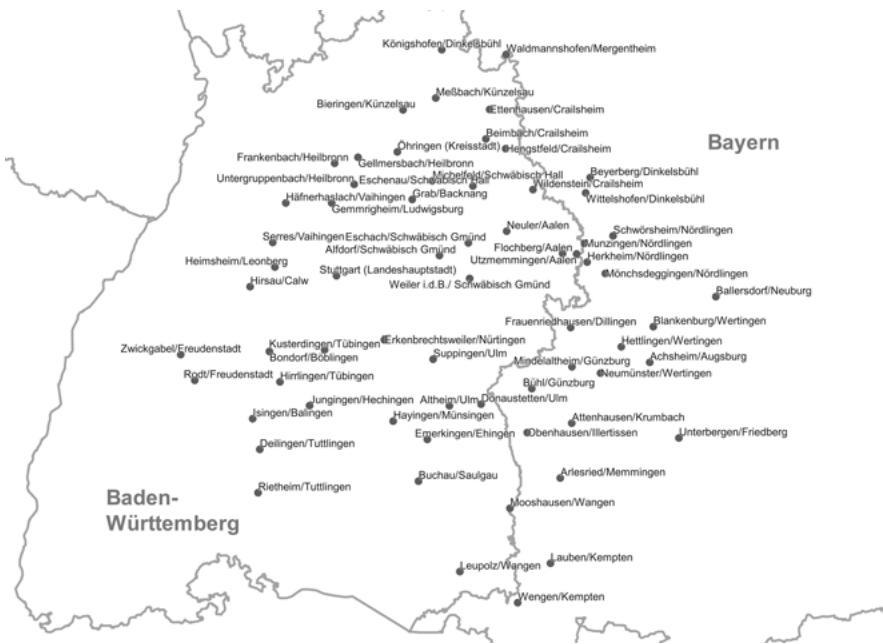 Königshofen/Dinkelsbühl
Waldmannshofen/Mergentheim
Meßbach/Künzelsau
Bieringen/Künzelsau
Ettenhausen/Crailsheim
Beimbach/Crailsheim
Bayern
Öhringen (Kreisstadt)
Hengstfeld/Crailsheim
Frankenbach/Heilbronn
Gellmersbach/Heilbronn
Michelfeld/Schwäbisch Hall
Beyerberg/Dinkelsbühl
Untergruppenbach/Heilbronn
Eschenau/Schwäbisch Hall
Wildenstein/Crailsheim
Häfnerhaslach/Vaihingen
Grab/Backnang
Wittelshofen/Dinkelsbühl
Gemmrigheim/Ludwigsburg
Neuler/Aalen
Schwörsheim/Nördlingen
Serres/Vaihingen
Eschach/Schwäbisch Gmünd
Munzingen/Nördlingen
Alfdorf/Schwäbisch Gmünd
Flochberg/Aalen
Heimsheim/Leonberg
Utzmemmingen/Aalen
Herkheim/Nördlingen
Stuttgart (Landeshauptstadt)
Mönchsdeggingen/Nördlingen
Hirsau/Calw
Weiler i.d.B./ Schwäbisch Gmünd
Ballersdorf/Neuburg
Frauenriedhausen/Dillingen
Blankenburg/Wertingen
Erkenbrechtsweiler/Nürtingen
Hettlingen/Wertingen
Zwickgabel/Freudenstadt
Kusterdingen/Tübingen
Bondorf/Böblingen
Suppingen/Ulm
Mindelaltheim/Günzburg
Achsheim/Augsburg
Rodt/Freudenstadt
Hirrlingen/Tübingen
Neumünster/Wertingen
Bühl/Günzburg
Jungingen/Hechingen
Altheim/Ulm
Donaustetten/Ulm
Isingen/Balingen
Hayingen/Münsingen
Attenhausen/Krumbach
Emerkingen/Ehingen
Obenhausen/Illertissen
Unterbergen/Friedberg
Deilingen/Tuttlingen
Buchau/Saulgau
Arlesried/Memmingen
Rietheim/Tuttlingen
Baden-
Württemberg
Mooshausen/Wangen
Leupolz/Wangen
Lauben/Kempten
Wengen/Kempten